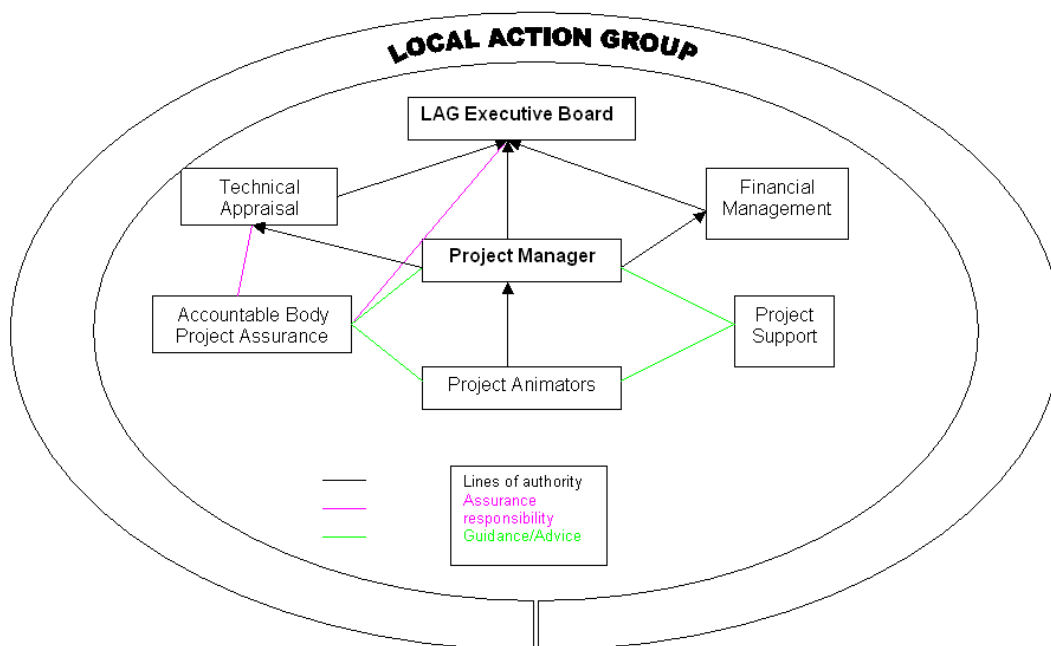 LOCAL ACTION GROUP
LAG Executive Board
Technical
Appraisal
Financial
Management
Project Manager
Accountable Body
Project Assurance
Project
Support
Project Animators
Lines of authority
Assurance
responsibility
Guidance/Advice